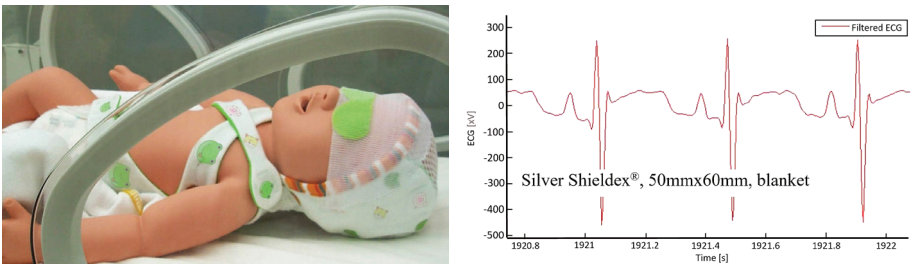 Filtered ECG
300
200
100
0
-100
-200
-300
-400
-500
ECG [xV]
Silver Shieldex®, 50mmx60mm, blanket
1920.8 1921 1921.2 1921.4 1921.6 1921.8 1922
Time [s]